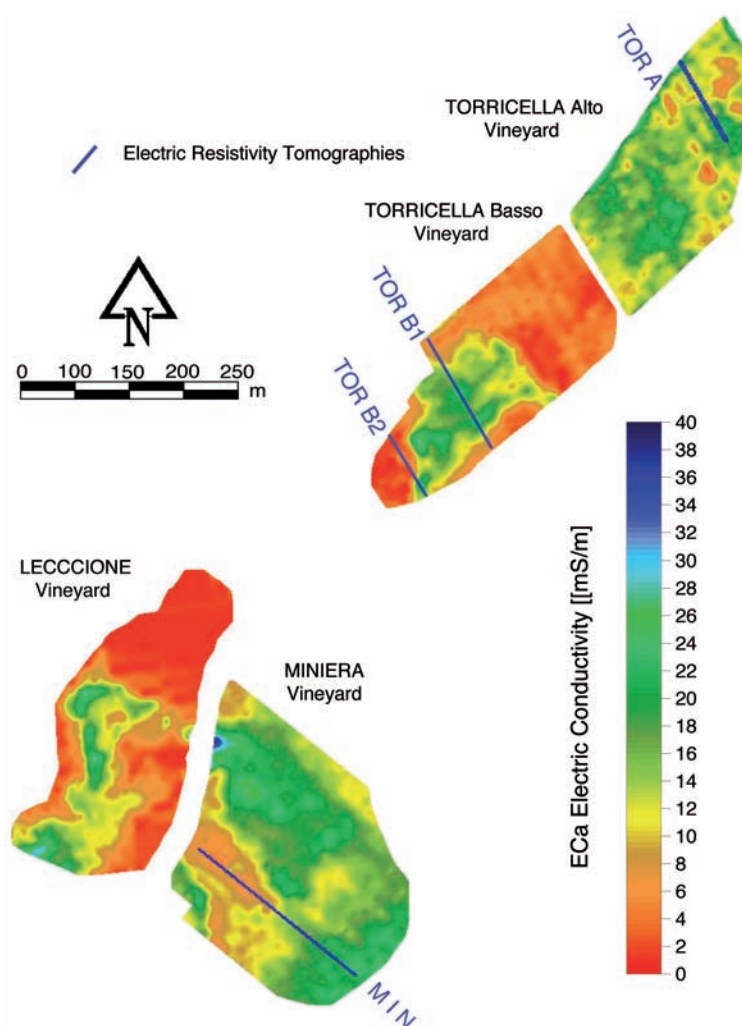 TOR A
TORRICELLA Alto
Vineyard
Electric Resistivity Tomographies
TORRICELLA Basso
Vineyard
TOR B1
N
0 50 100 150 200 250
m
TOR B2
ECa Electric Conductivity [[mS/m]
40
38
36
34
32
30
28
26
24
22
20
18
16
14
12
10
8
6
4
2
0
LECCCIONE
Vineyard
MINIERA
Vineyard
MIN